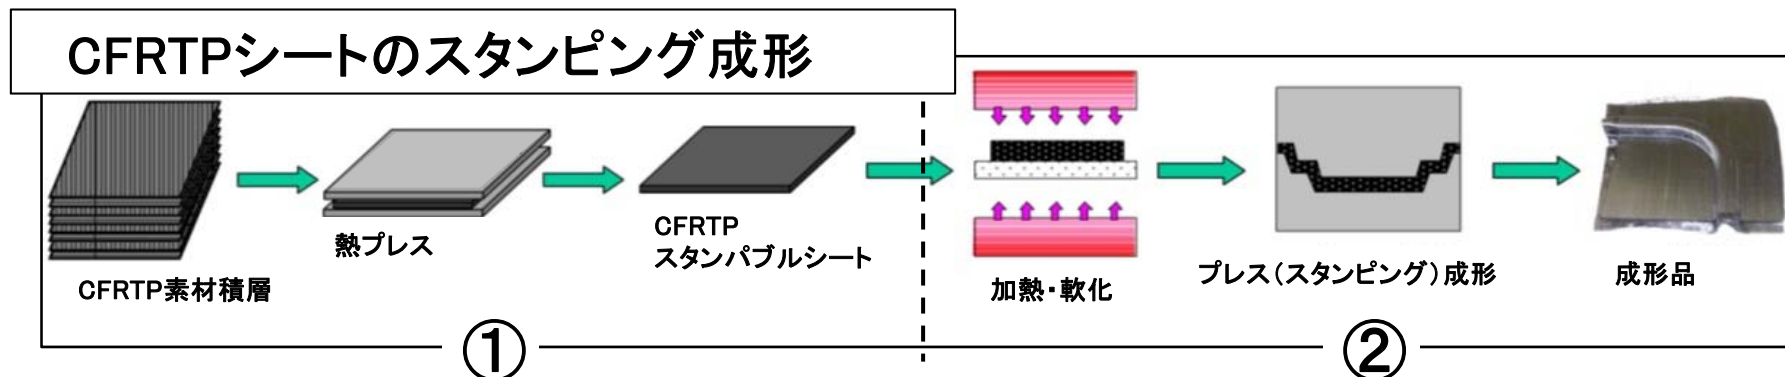 CFRTPシートのスタンピング成形
CFRTP素材積層
熱プレス
CFRTP
スタンパブルシート
加熱・軟化
プレス（スタンピング）成形
成形品
①
②